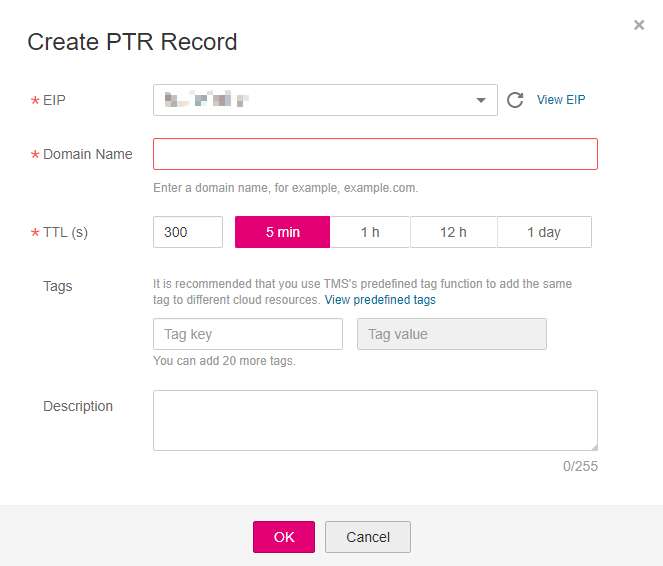 Create PTR Record
* EIP
View EIP
* Domain Name
Enter a domain name, for example, example.com.
* TTL (s)
300
5 min
1 h
12 h
1 day
Tags
It is recommended that you use TMS's predefined tag function to add the same
tag to different cloud resources. View predefined tags
Tag key
Tag value
You can add 20 more tags.
Description
0/255
OK
Cancel